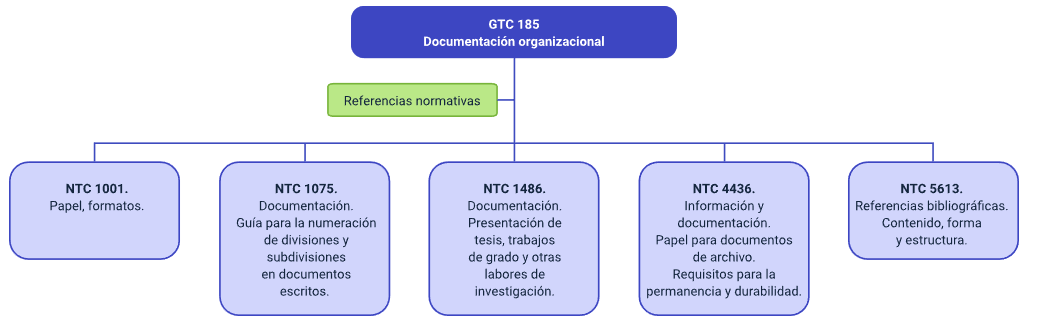 GTC 185
Documentación organizacional
Referencias normativas
NTC 1001.
Papel, formatos.
NTC 1075.
Documentación.
Guía para la numeración
de divisiones y
subdivisiones
en documentos
escritos.
NTC 1486.
Documentación.
Presentación de
tesis, trabajos
de grado y otras
labores de
investigación.
NTC 4436.
Información y
documentación.
Papel para documentos
de archivo.
Requisitos para la
permanencia y durabilidad.
NTC 5613.
Referencias bibliográficas.
Contenido, forma
y estructura.